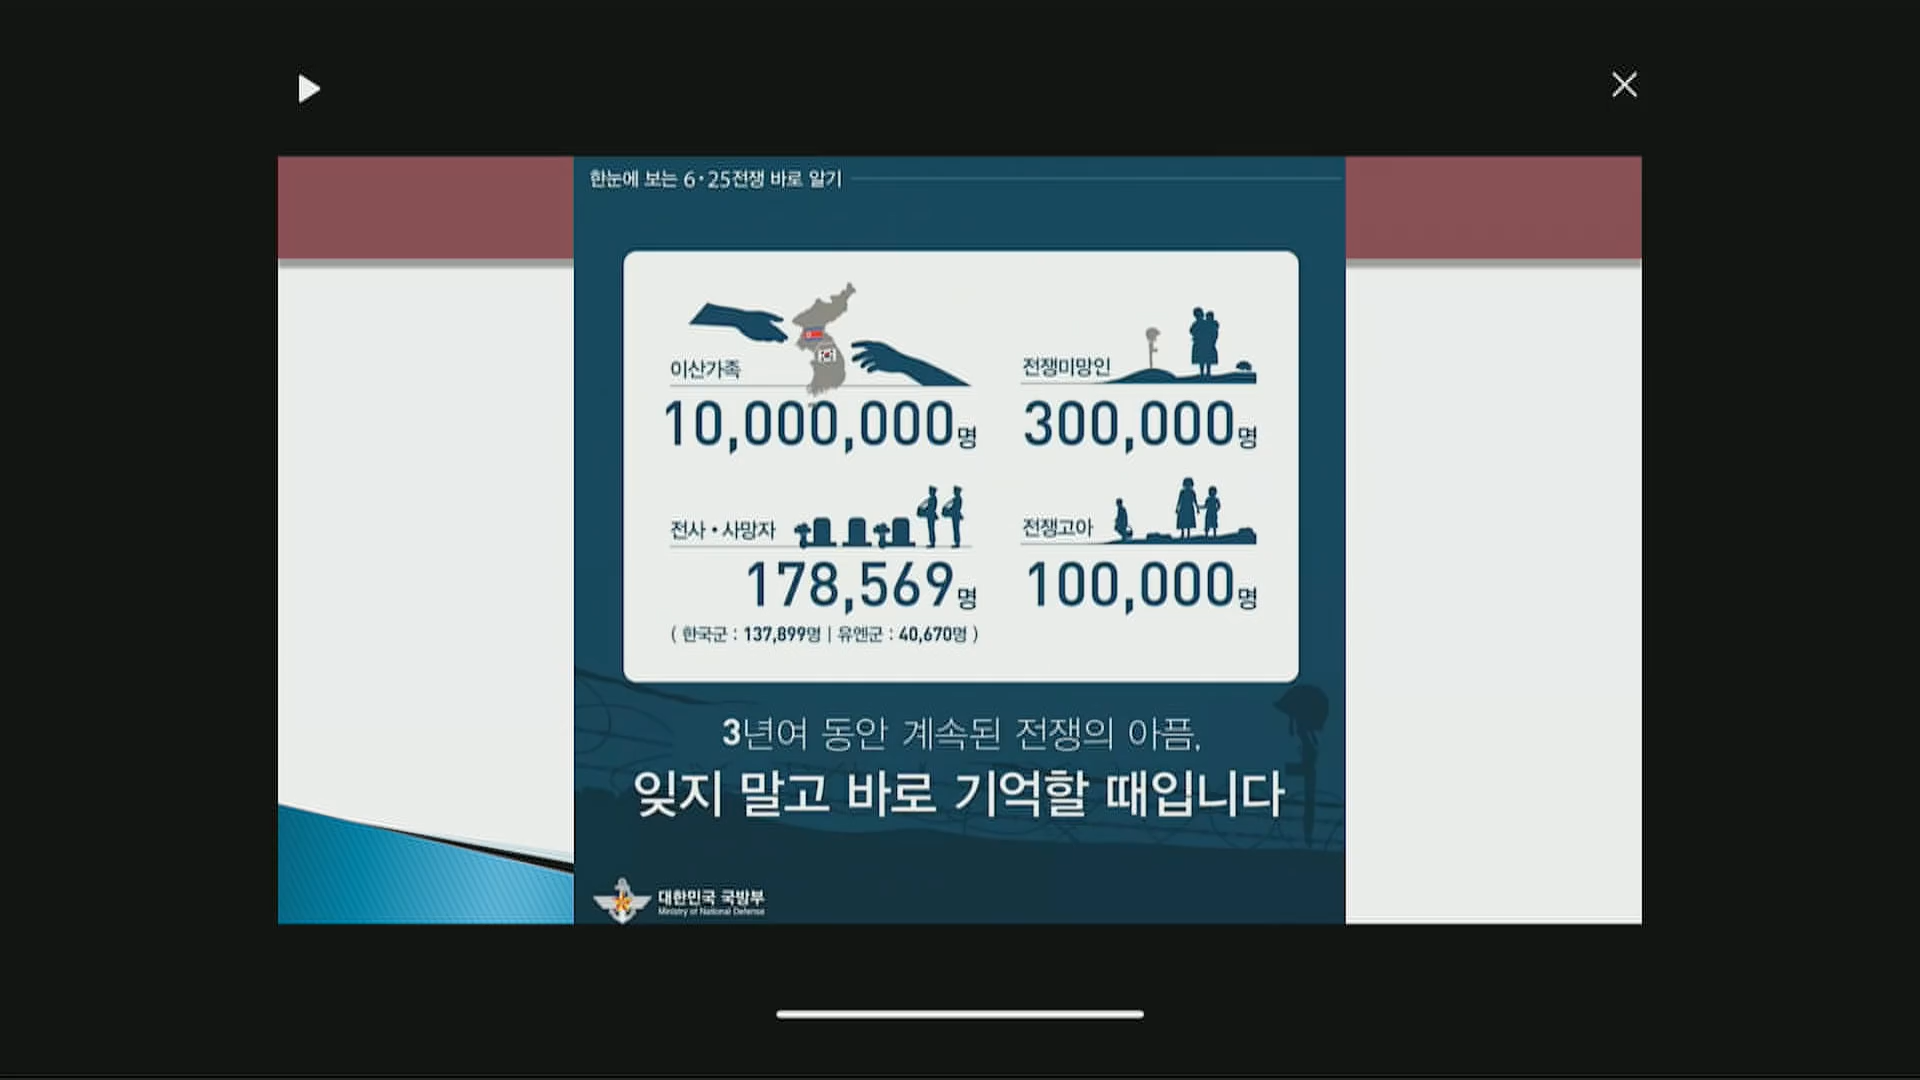 한눈에 보는 6·25전쟁 바로 알기
이산가족
10,000,000명
전쟁미망인
300,000명
전사·사망자
178,569명
( 한국군 : 137,899명 | 유엔군 : 40,670명 )
전쟁고아
100,000명
3년여 동안 계속된 전쟁의 아픔,
잊지 말고 바로 기억할 때입니다
대한민국 국방부
Ministry of National Defense